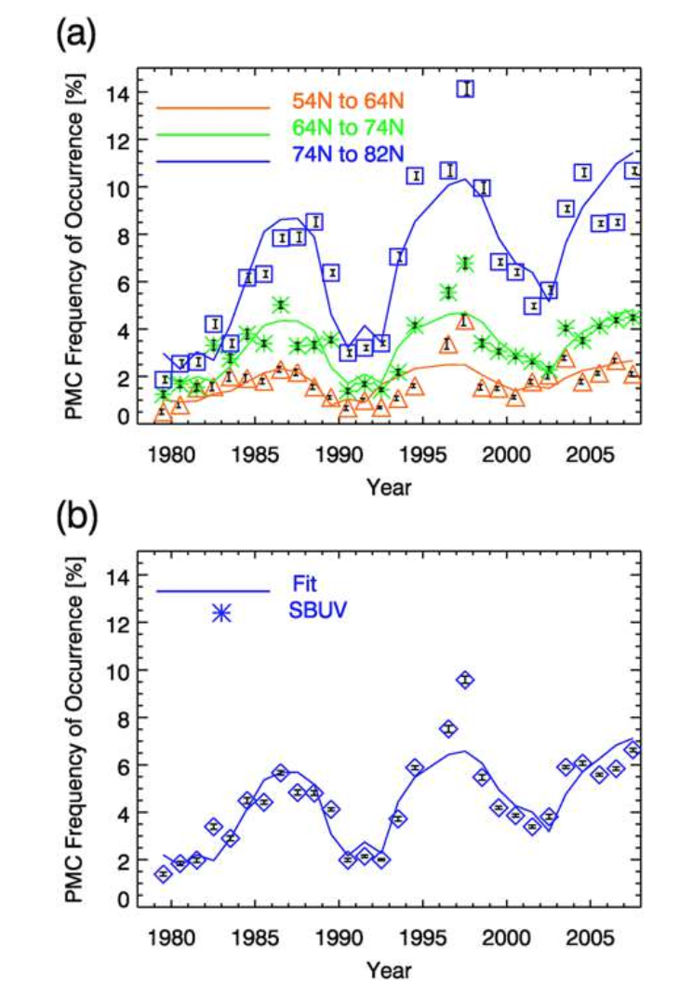 (a)
PMC Frequency of Occurrence [%]
14
12
10
8
6
4
2
0
54N to 64N
64N to 74N
74N to 82N
1980 1985 1990 1995 2000 2005
Year
(b)
PMC Frequency of Occurrence [%]
14
12
10
8
6
4
2
0
Fit
SBUV
1980 1985 1990 1995 2000 2005
Year